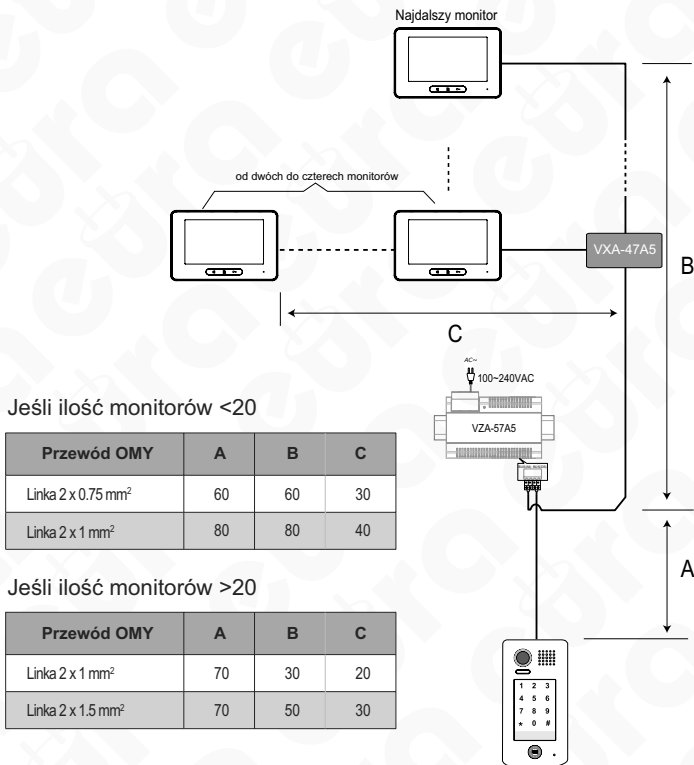 Najdalszy monitor
od dwóch do czterech monitorów
VXA-47A5
B
C
AC~
100~240VAC
VZA-57A5
Jeśli ilość monitorów <20
Przewód OMY A B C
Linka 2 x 0.75 mm² 60 60 30
Linka 2 x 1 mm² 80 80 40
A
Jeśli ilość monitorów >20
Przewód OMY A B C
Linka 2 x 1 mm² 70 30 20
Linka 2 x 1.5 mm² 70 50 30
1 2 3
4 5 6
7 8 9
* 0 #
eura